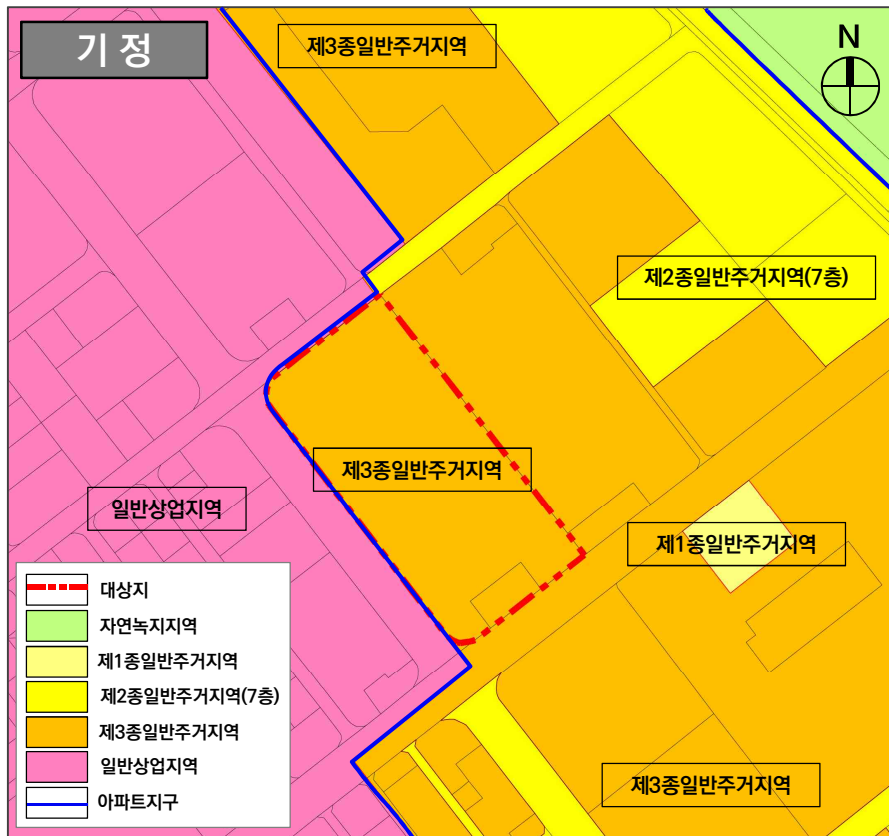 기 정
제3종일반주거지역
N
제2종일반주거지역(7층)
제3종일반주거지역
일반상업지역
제1종일반주거지역
대상지
자연녹지지역
제1종일반주거지역
제2종일반주거지역(7층)
제3종일반주거지역
일반상업지역
아파트지구
제3종일반주거지역